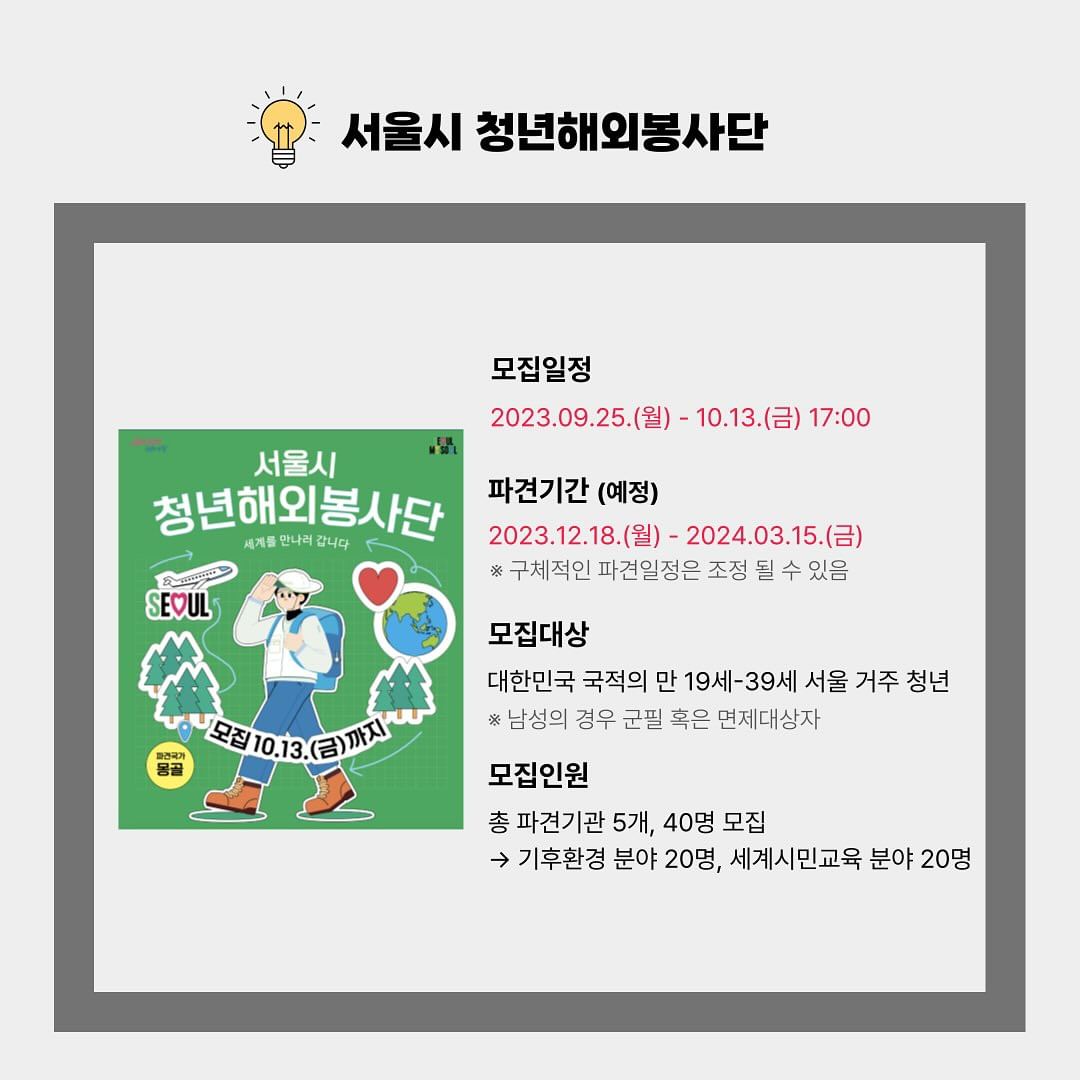 서울시 청년해외봉사단
모집일정
2023.09.25.(월) - 10.13.(금) 17:00
파견기간 (예정)
2023.12.18.(월) - 2024.03.15.(금)
※ 구체적인 파견일정은 조정 될 수 있음
모집대상
대한민국 국적의 만 19세-39세 서울 거주 청년
※ 남성의 경우 군필 혹은 면제대상자
모집인원
총 파견기관 5개, 40명 모집
→ 기후환경 분야 20명, 세계시민교육 분야 20명
서울시
청년해외봉사단
세계를 만나러 갑니다
SEOUL
모집 10.13.(금)까지
파견국가
몽골